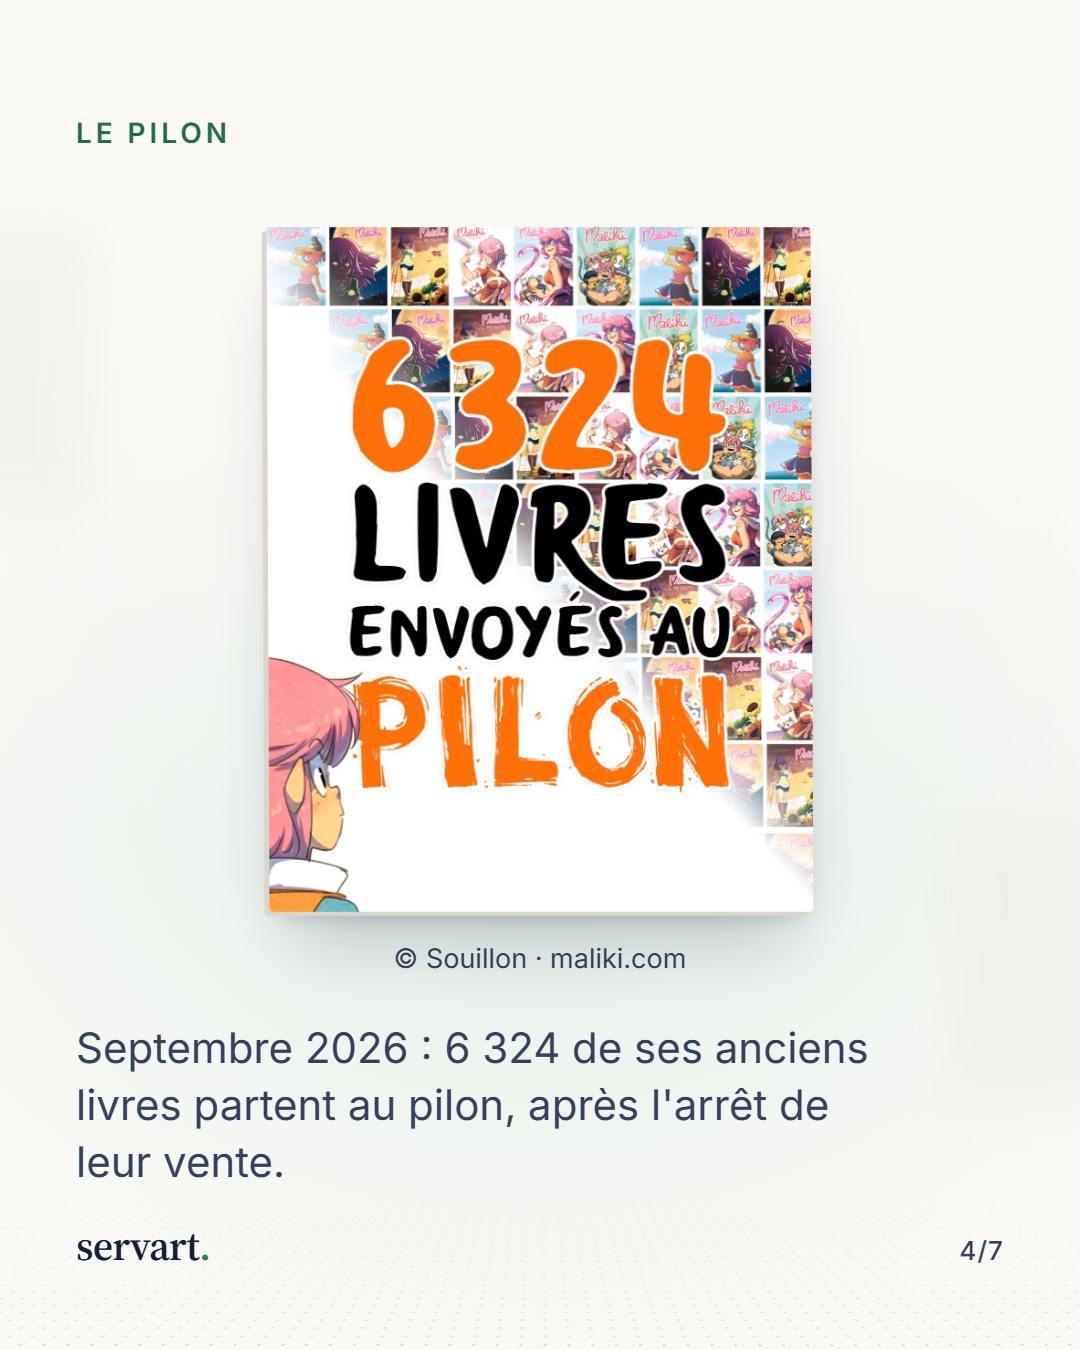 LE PILON
6324
LIVRES
ENVOYÉS AU
PILON
© Souillon · maliki.com
Septembre 2026 : 6 324 de ses anciens
livres partent au pilon, après l'arrêt de
leur vente.
servart.
4/7